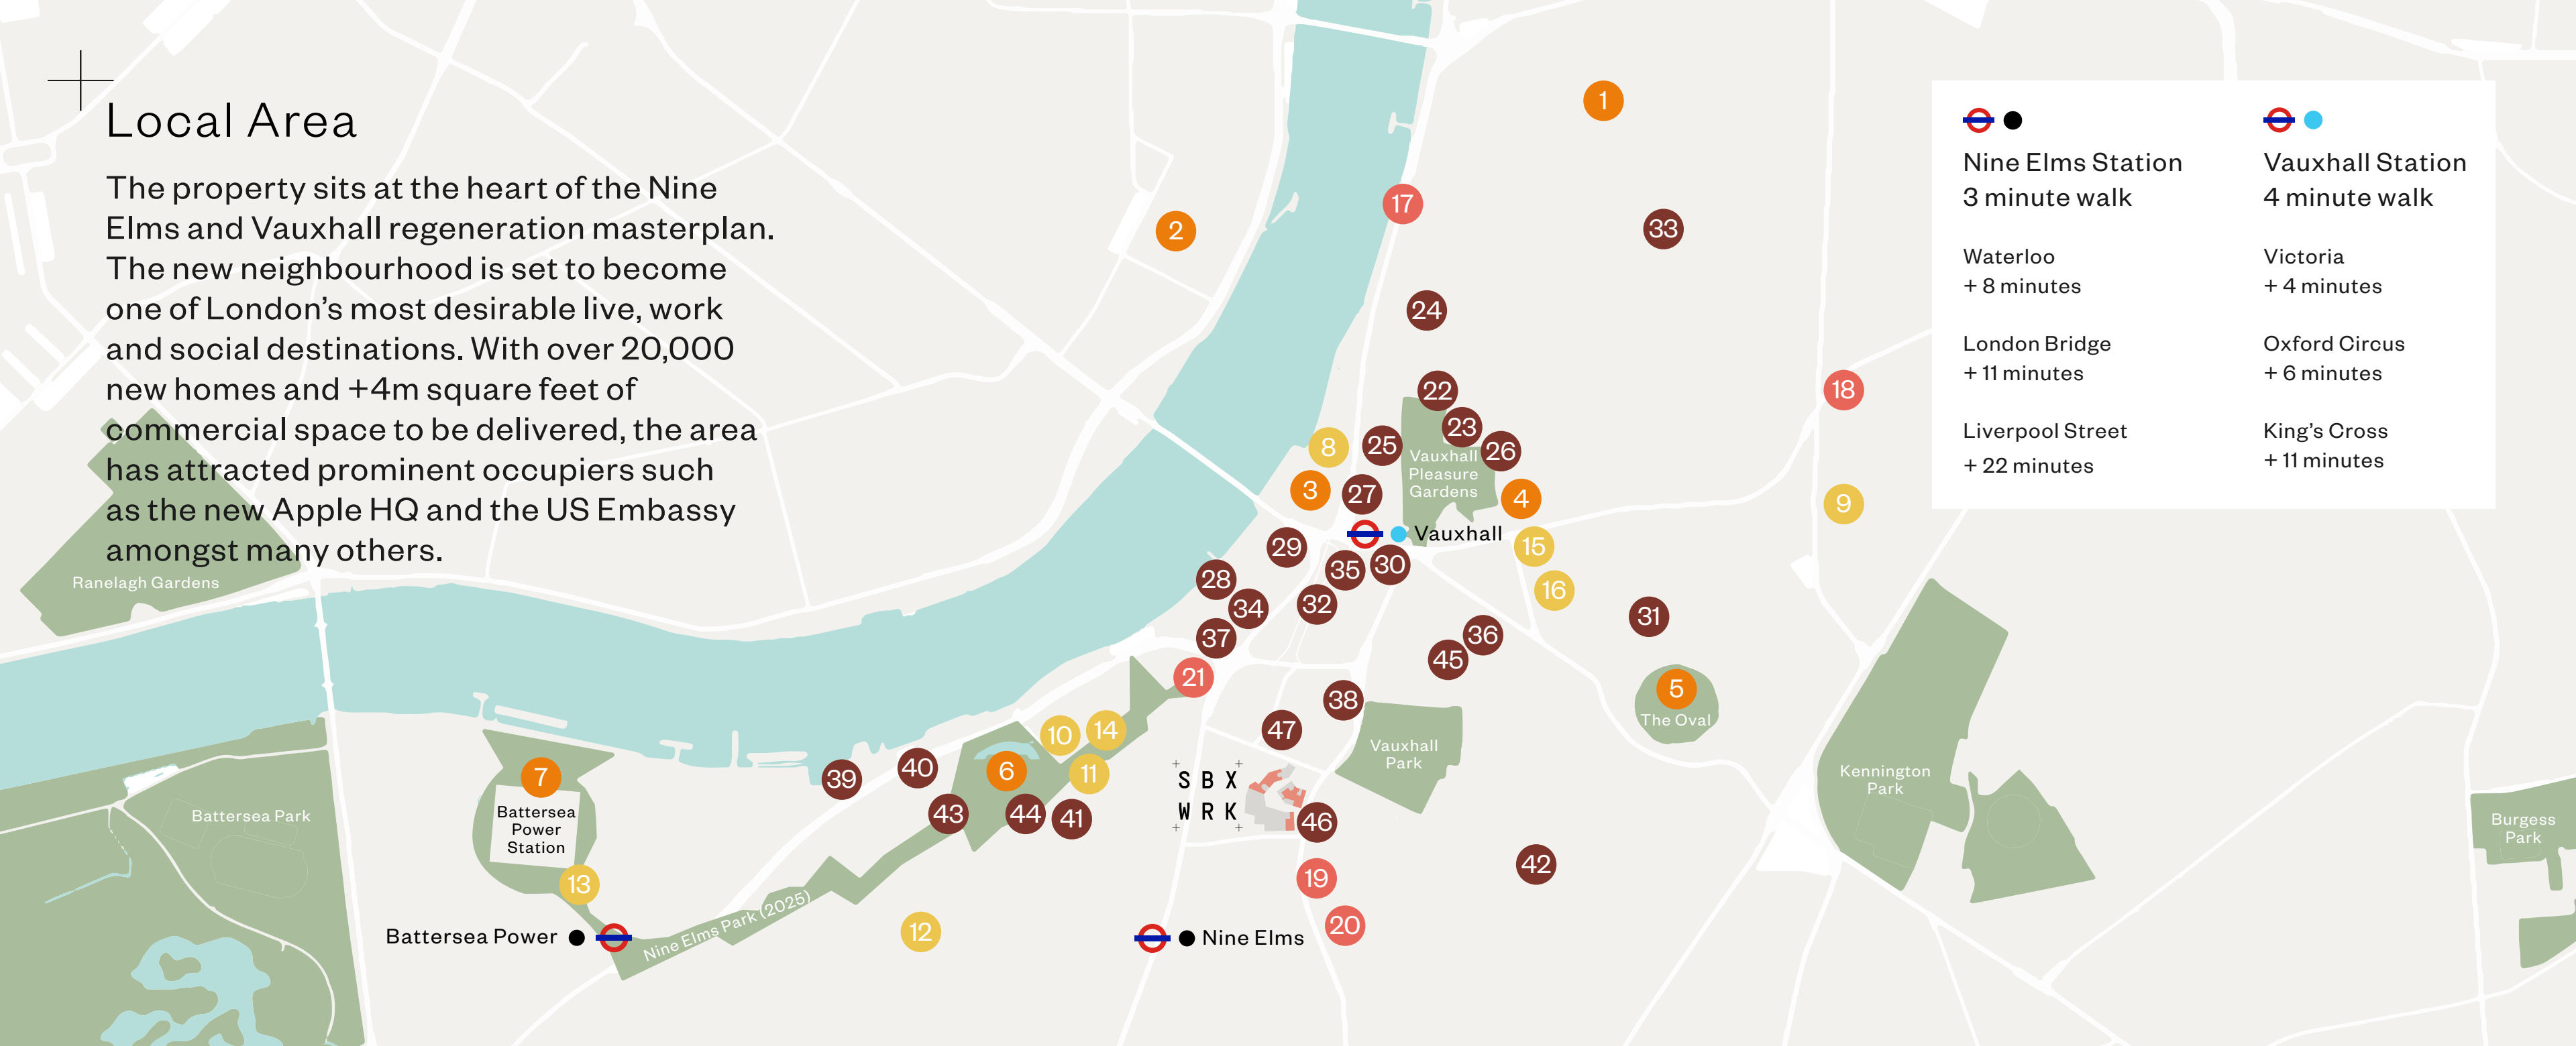 Local Area
The property sits at the heart of the Nine
Elms and Vauxhall regeneration masterplan.
The new neighbourhood is set to become
one of London’s most desirable live, work
and social destinations. With over 20,000
new homes and +4m square feet of
commercial space to be delivered, the area
has attracted prominent occupiers such
as the new Apple HQ and the US Embassy
amongst many others.
Nine Elms Station
3 minute walk
Waterloo
+ 8 minutes
London Bridge
+ 11 minutes
Liverpool Street
+ 22 minutes
Vauxhall Station
4 minute walk
Victoria
+ 4 minutes
Oxford Circus
+ 6 minutes
King’s Cross
+ 11 minutes
1
17
2
33
24
18
22
23
8
25
26
Vauxhall
Pleasure
Gardens
3
27
4
9
Vauxhall
29
15
35
30
28
16
34
32
31
37
36
45
21
5
The Oval
38
47
10
14
Vauxhall
Park
Ranelagh Gardens
7
Battersea
Power
Station
39
40
6
11
SBX
WRK
Kennington
Park
Battersea Park
43
44
41
46
Burgess
Park
42
13
19
20
12
Nine Elms Park (2025)
Battersea Power
Nine Elms